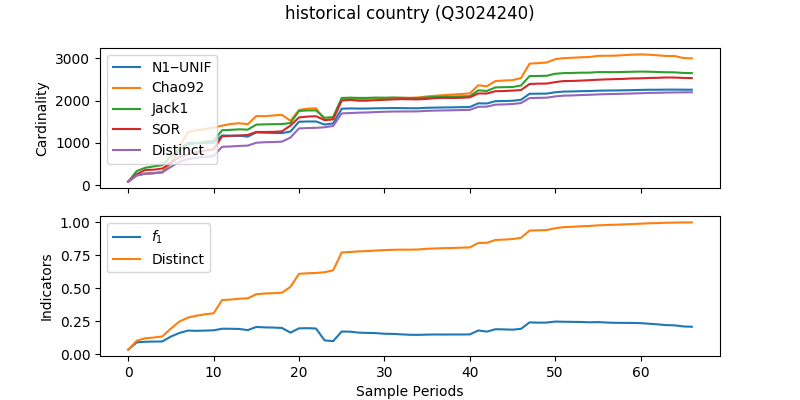 historical country (Q3024240)
Cardinality
3000
2000
1000
0
N1−UNIF
Chao92
Jack1
SOR
Distinct
Indicators
1.00
0.75
0.50
0.25
0.00
f1
Distinct
0 10 20 30 40 50 60
Sample Periods